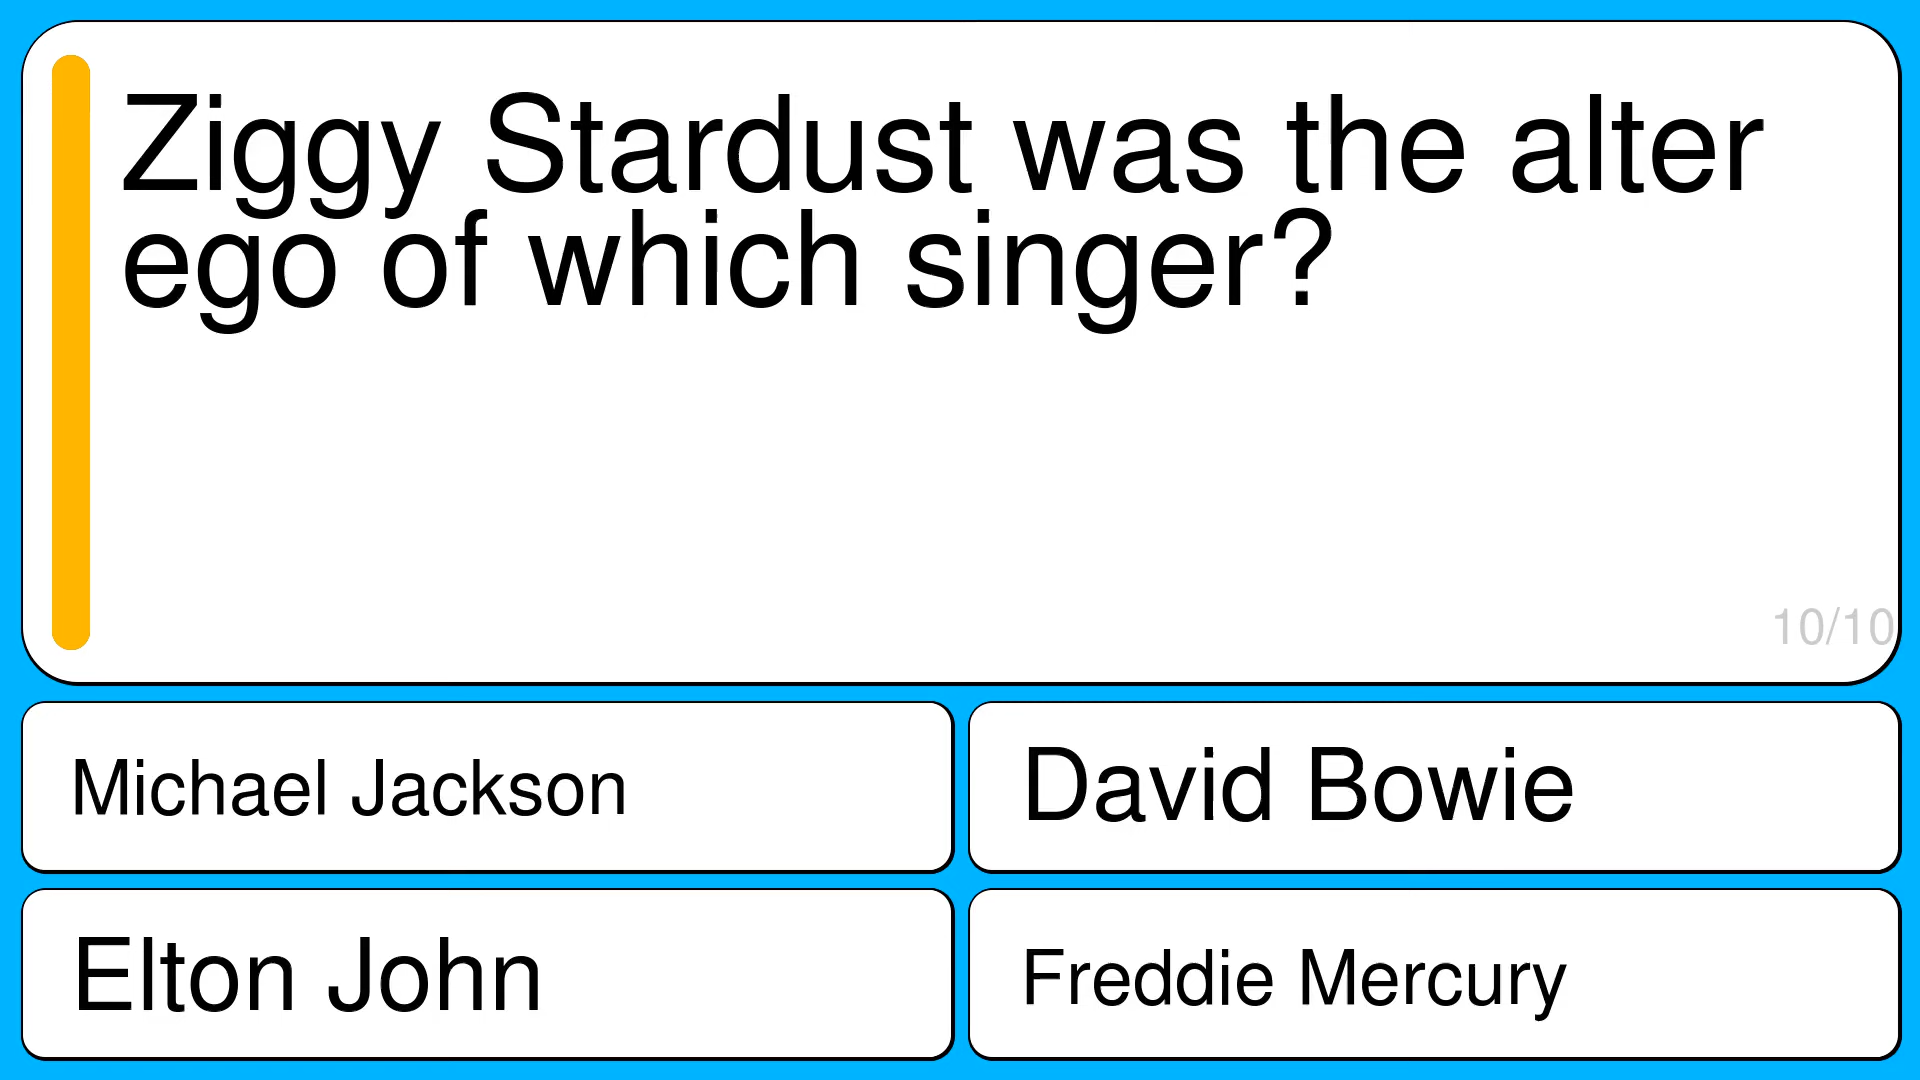 Ziggy Stardust was the alter
ego of which singer?
10/10
Michael Jackson
David Bowie
Elton John
Freddie Mercury